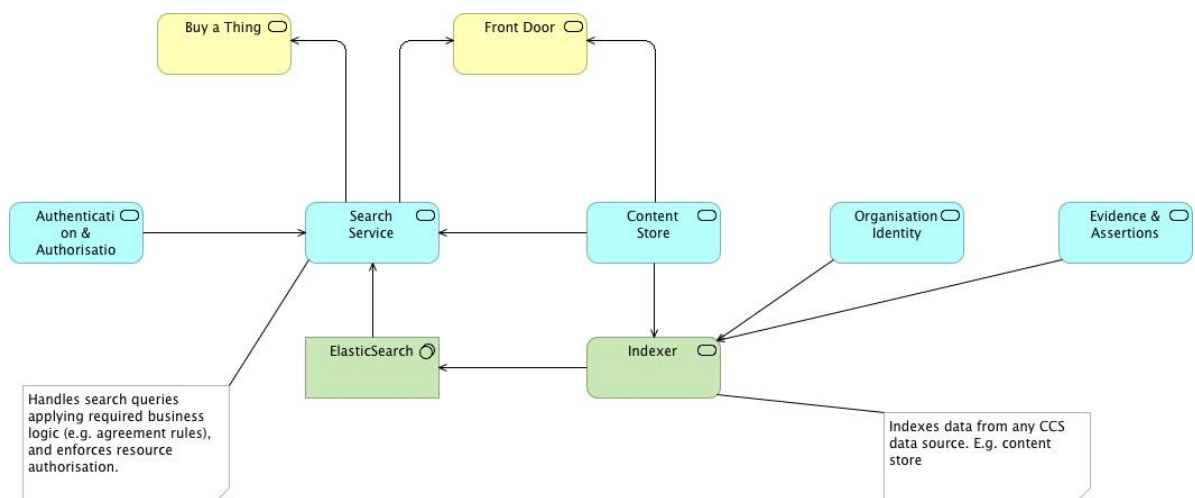 Buy a Thing
Front Door
Authenticati
on &
Authorisatio
Search
Service
Content
Store
Organisation
Identity
Evidence &
Assertions
ElasticSearch
Indexer
Handles search queries
applying required business
logic (e.g. agreement rules),
and enforces resource
authorisation.
Indexes data from any CCS
data source. E.g. content
store